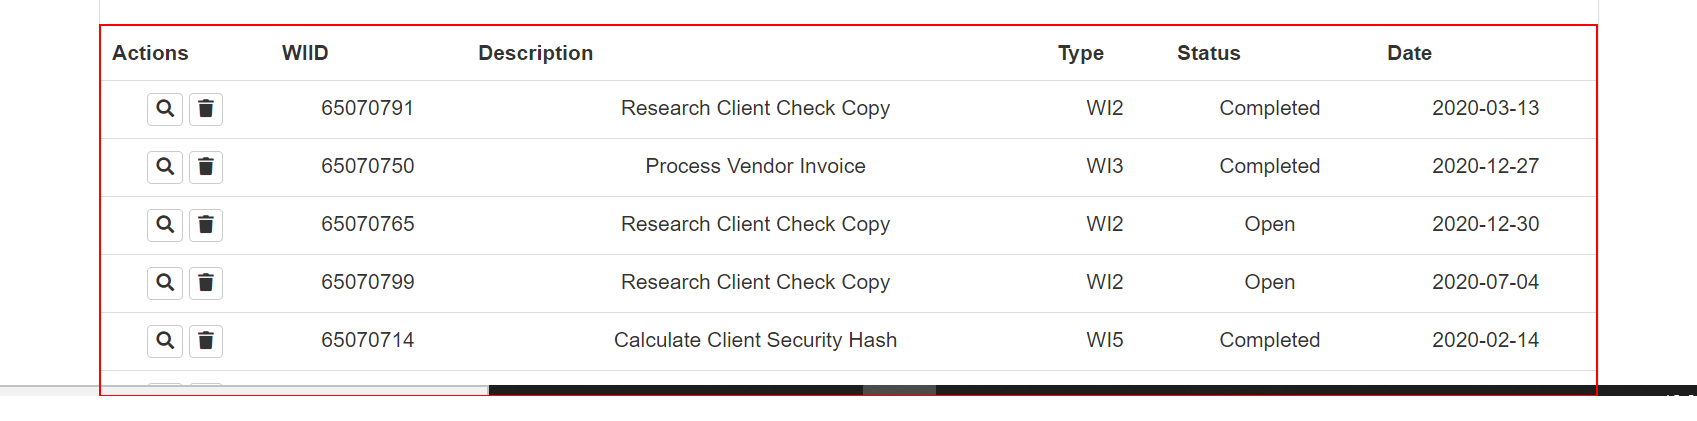 Actions WIID Description Type Status Date
65070791 Research Client Check Copy WI2 Completed 2020-03-13
65070750 Process Vendor Invoice WI3 Completed 2020-12-27
65070765 Research Client Check Copy WI2 Open 2020-12-30
65070799 Research Client Check Copy WI2 Open 2020-07-04
65070714 Calculate Client Security Hash WI5 Completed 2020-02-14